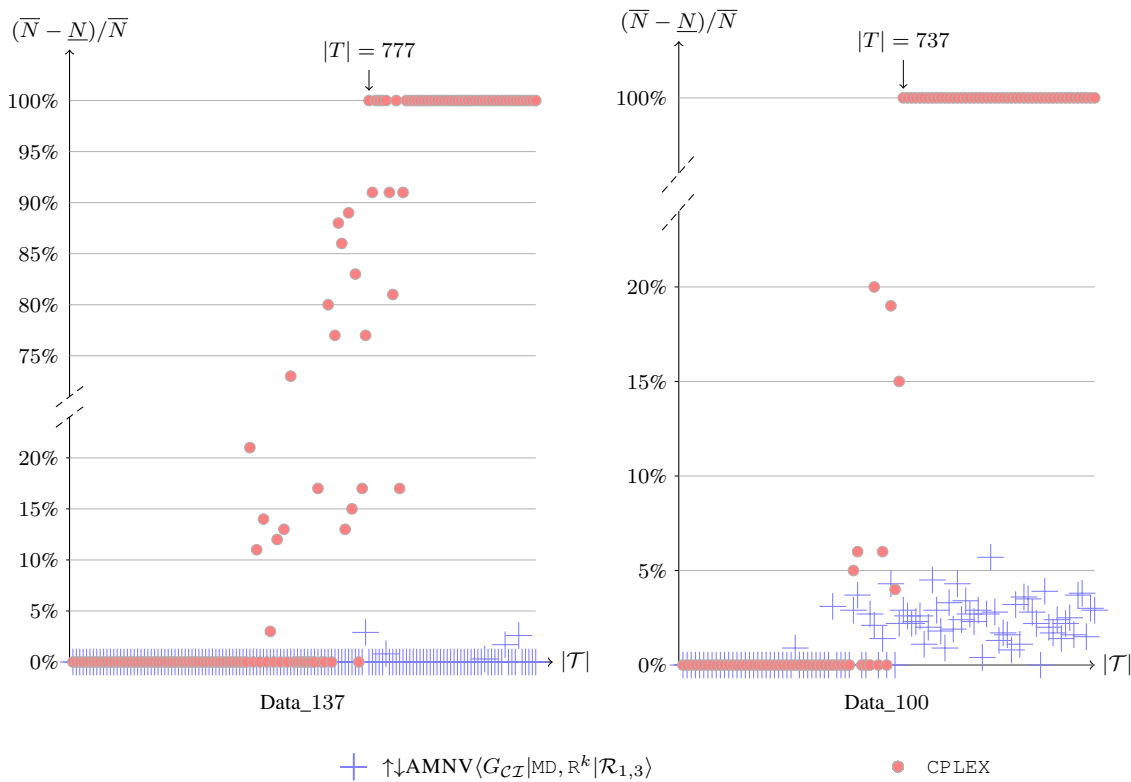 (N̅ - N̲)/N̅
|T| = 777
100%
95%
90%
85%
80%
75%
20%
15%
10%
5%
0%
|𝒯|
Data_137
(N̅ - N̲)/N̅
|T| = 737
100%
20%
15%
10%
5%
0%
|𝒯|
Data_100
↑↓AMNV⟨G_𝒞ℐ|MD, R^k|ℛ_1,3⟩
CPLEX